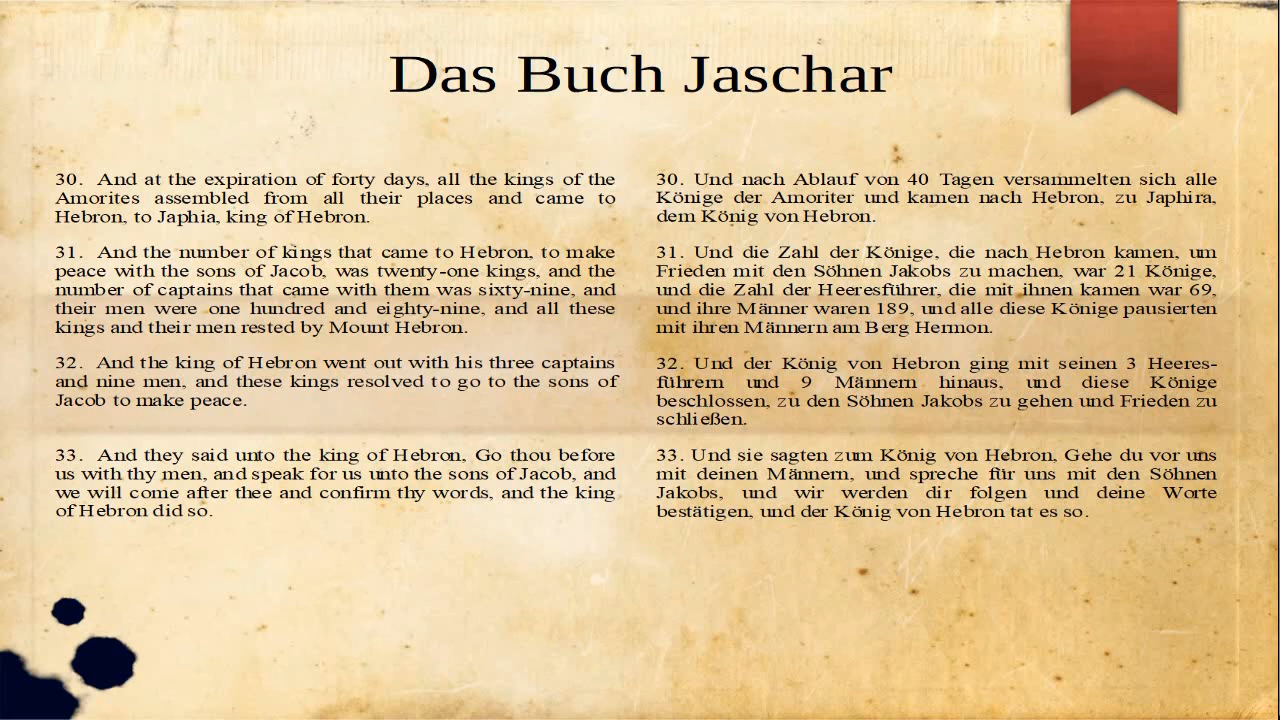 Das Buch Jaschar
30. And at the expiration of forty days, all the kings of the
Amorites assembled from all their places and came to
Hebron, to Japhia, king of Hebron.
31. And the number of kings that came to Hebron, to make
peace with the sons of Jacob, was twenty-one kings, and the
number of captains that came with them was sixty-nine, and
their men were one hundred and eighty-nine, and all these
kings and their men rested by Mount Hebron.
32. And the king of Hebron went out with his three captains
and nine men, and these kings resolved to go to the sons of
Jacob to make peace.
33. And they said unto the king of Hebron, Go thou before
us with thy men, and speak for us unto the sons of Jacob, and
we will come after thee and confirm thy words, and the king
of Hebron did so.
30. Und nach Ablauf von 40 Tagen versammelten sich alle
Könige der Amoriter und kamen nach Hebron, zu Japhira,
dem König von Hebron.
31. Und die Zahl der Könige, die nach Hebron kamen, um
Frieden mit den Söhnen Jakobs zu machen, war 21 Könige,
und die Zahl der Heeresführer, die mit ihnen kamen war 69,
und ihre Männer waren 189, und alle diese Könige pausierten
mit ihren Männern am Berg Hermon.
32. Und der König von Hebron ging mit seinen 3 Heeres-
führern und 9 Männern hinaus, und diese Könige
beschlossen, zu den Söhnen Jakobs zu gehen und Frieden zu
schließen.
33. Und sie sagten zum König von Hebron, Gehe du vor uns
mit deinen Männern, und spreche für uns mit den Söhnen
Jakobs, und wir werden dir folgen und deine Worte
bestätigen, und der König von Hebron tat es so.